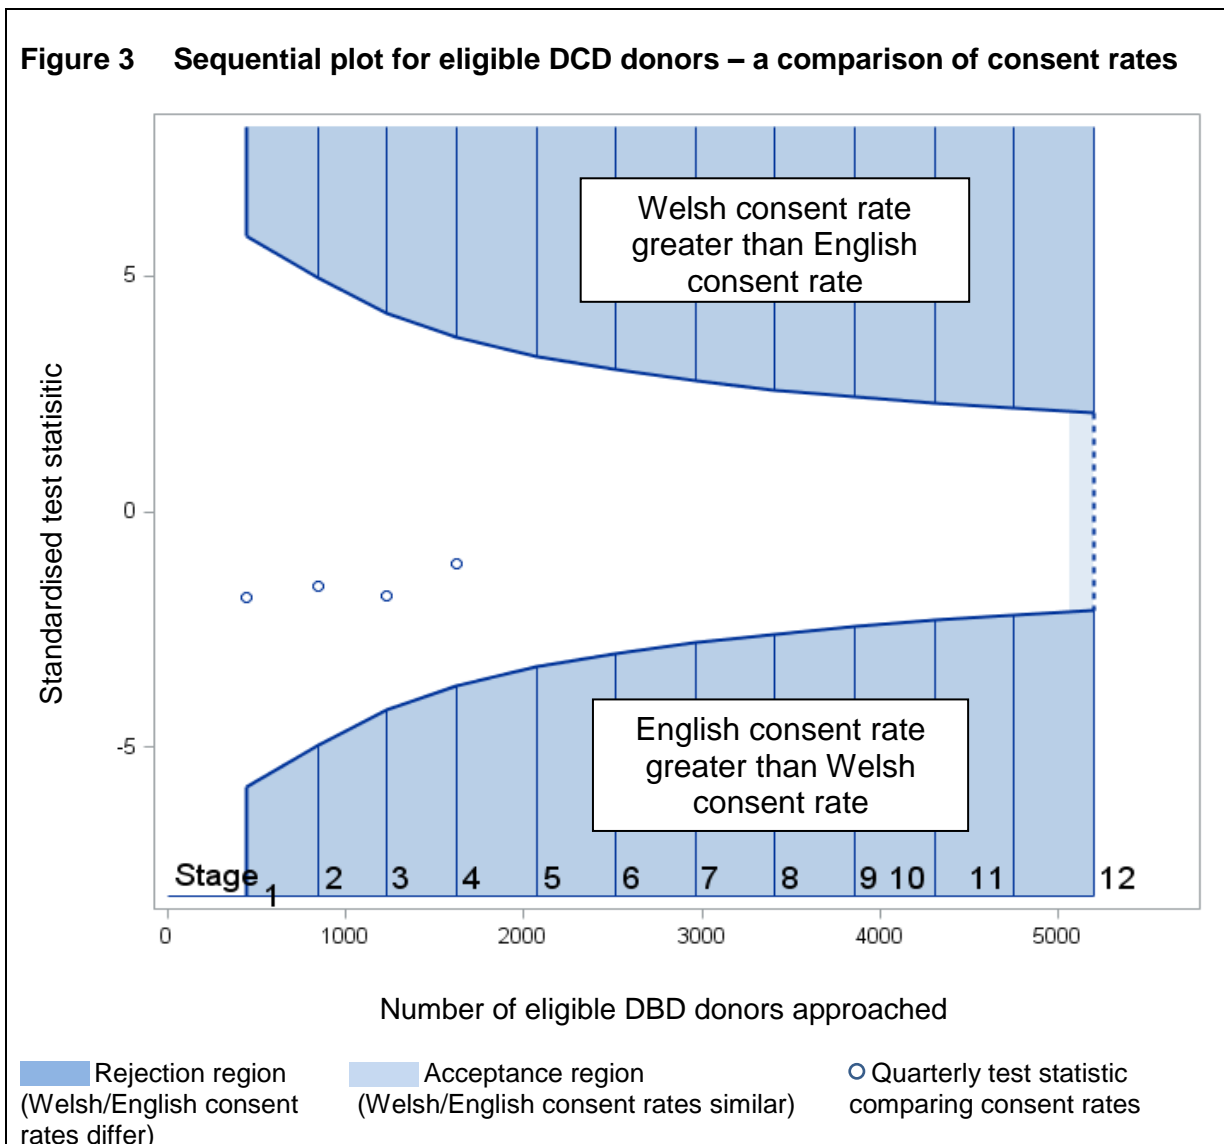 Figure 3 Sequential plot for eligible DCD donors – a comparison of consent rates
Welsh consent rate
greater than English
consent rate
5
0
-5
Standardised test statisitic
English consent rate
greater than Welsh
consent rate
Stage 1 2 3 4 5 6 7 8 9 10 11 12
0 1000 2000 3000 4000 5000
Number of eligible DBD donors approached
Rejection region
(Welsh/English consent
rates differ)
Acceptance region
(Welsh/English consent rates similar)
Quarterly test statistic
comparing consent rates